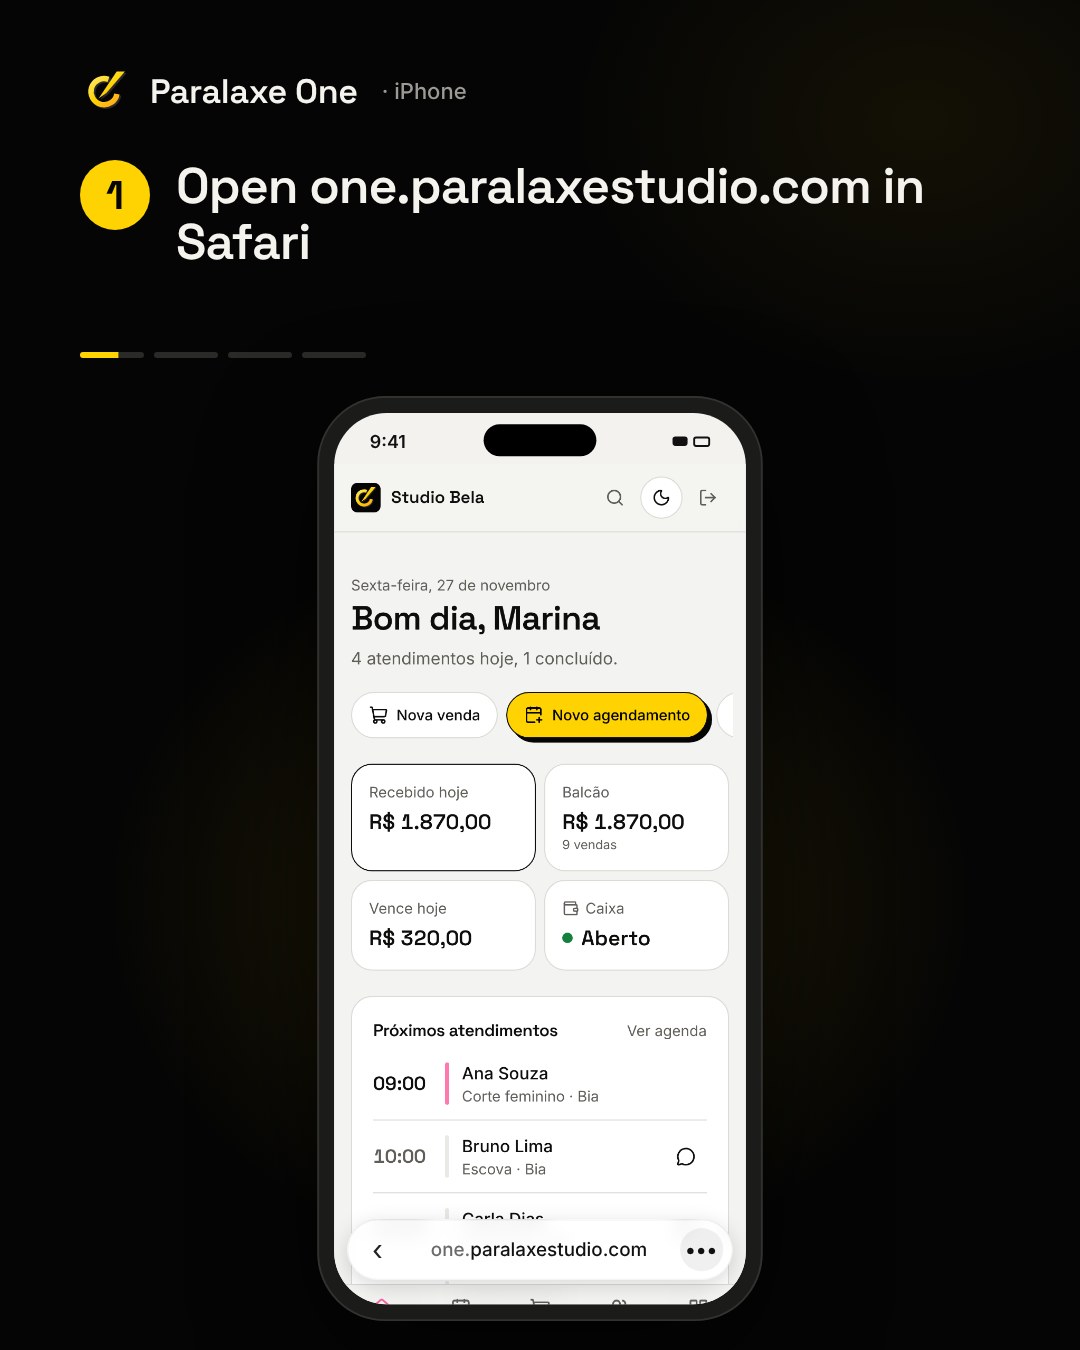 Paralaxe One · iPhone
1
Open one.paralaxestudio.com in
Safari
9:41
Studio Bela
Sexta-feira, 27 de novembro
Bom dia, Marina
4 atendimentos hoje, 1 concluído.
Nova venda
Novo agendamento
Recebido hoje
R$ 1.870,00
Balcão
R$ 1.870,00
9 vendas
Vence hoje
R$ 320,00
Caixa
Aberto
Próximos atendimentos
Ver agenda
09:00
Ana Souza
Corte feminino · Bia
10:00
Bruno Lima
Escova · Bia
Carla Dias
one.paralaxestudio.com